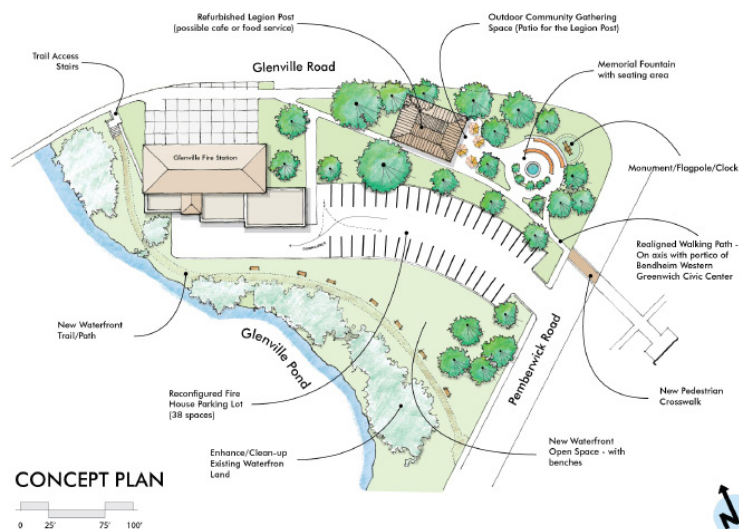 Refurbished Legion Post
(possible cafe or food service)
Outdoor Community Gathering
Space (Patio for the Legion Post)
Trail Access
Stairs
Glenville Road
Memorial Fountain
with seating area
Glenville Fire Station
Monument/Flagpole/Clock
Realigned Walking Path -
On axis with portico of
Bendheim Western
Greenwich Civic Center
New Waterfront
Trail/Path
Glenville Pond
Pemberwick Road
Reconfigured Fire
House Parking Lot
(38 spaces)
New Pedestrian
Crosswalk
Enhance/Clean-up
Existing Waterfron
Land
New Waterfront
Open Space - with
benches
CONCEPT PLAN
0 25' 75' 100'
N